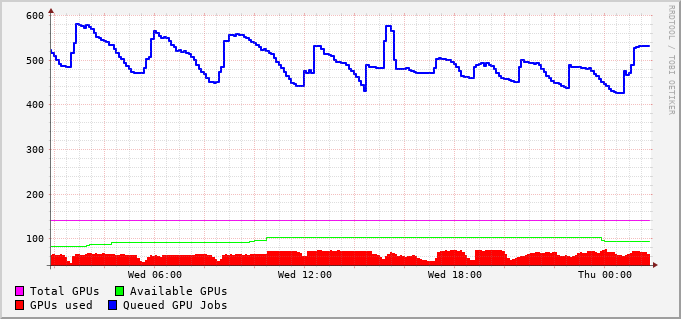 600
500
400
300
200
100
Wed 06:00 Wed 12:00 Wed 18:00 Thu 00:00
Total GPUs Available GPUs
GPUs used Queued GPU Jobs
RRDTOOL / TOBI OETIKER